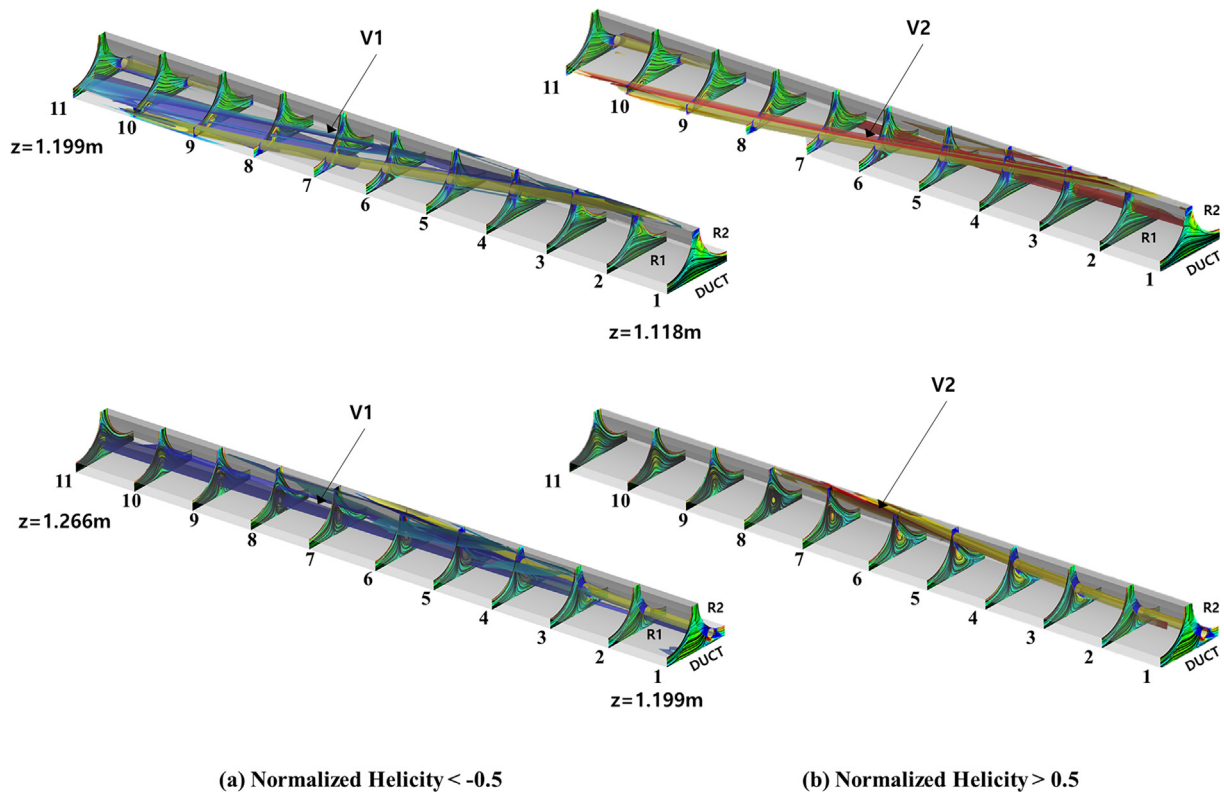 V1
11
10
9
8
7
6
5
4
3
2
1
R1
R2
DUCT
z=1.199m
z=1.118m
V2
11
10
9
8
7
6
5
4
3
2
1
R1
R2
DUCT
V1
11
10
9
8
7
6
5
4
3
2
1
R1
R2
DUCT
z=1.266m
z=1.199m
V2
11
10
9
8
7
6
5
4
3
2
1
R2
DUCT
(a) Normalized Helicity < -0.5
(b) Normalized Helicity > 0.5